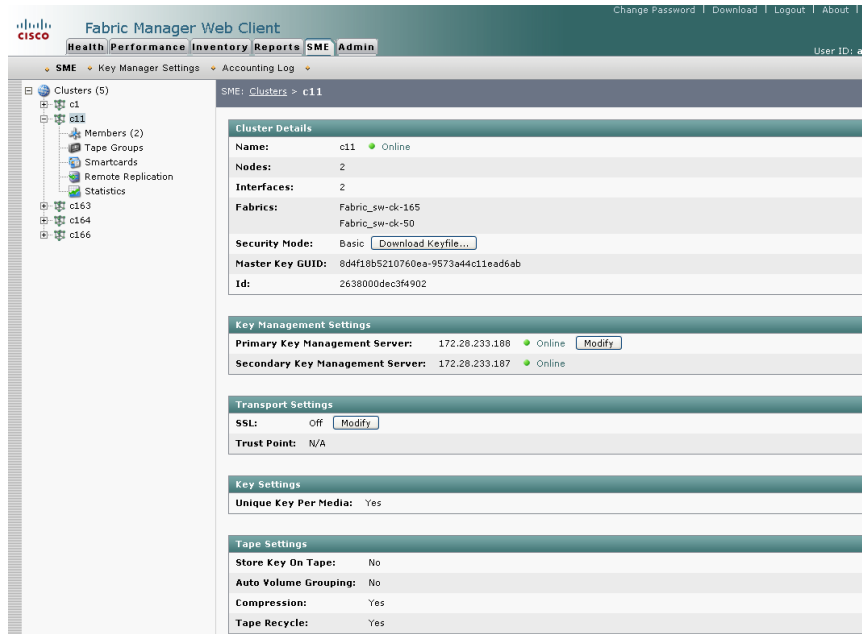 Change Password | Download | Logout | About |
cisco
Fabric Manager Web Client
Health Performance Inventory Reports SME Admin
User ID: a
SME Key Manager Settings Accounting Log
Clusters (5)
c1
c11
Members (2)
Tape Groups
Smartcards
Remote Replication
Statistics
c163
c164
c166
SME: Clusters > c11
Cluster Details
Name: c11 Online
Nodes: 2
Interfaces: 2
Fabrics: Fabric_sw-ck-165
Fabric_sw-ck-50
Security Mode: Basic Download Keyfile...
Master Key GUID: 8d4f18b5210760ea-9573a44c11ead6ab
Id: 2638000dec3f4902
Key Management Settings
Primary Key Management Server: 172.28.233.188 Online Modify
Secondary Key Management Server: 172.28.233.187 Online
Transport Settings
SSL: Off Modify
Trust Point: N/A
Key Settings
Unique Key Per Media: Yes
Tape Settings
Store Key On Tape: No
Auto Volume Grouping: No
Compression: Yes
Tape Recycle: Yes